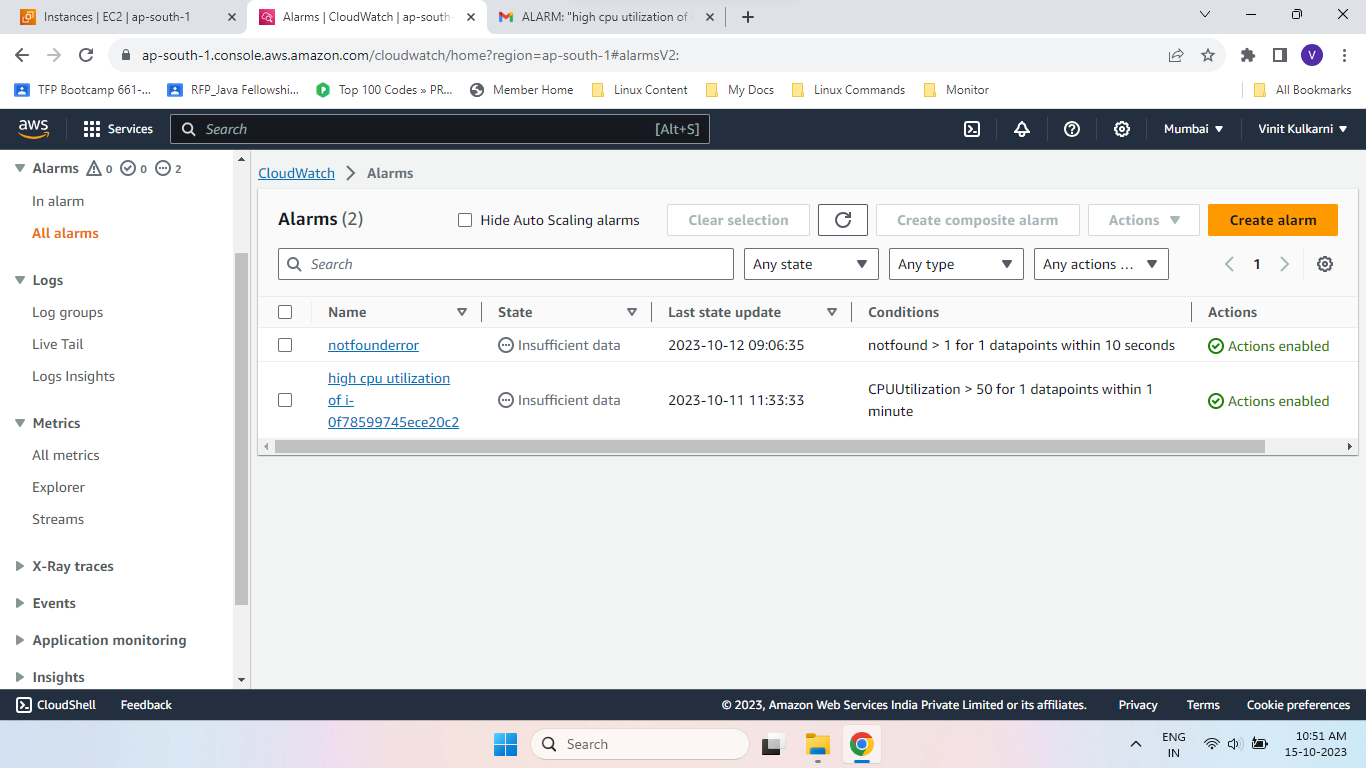 Instances | EC2 | ap-south-1
Alarms | CloudWatch | ap-south-
ALARM: "high cpu utilization of i
ap-south-1.console.aws.amazon.com/cloudwatch/home?region=ap-south-1#alarmsV2:
V
TFP Bootcamp 661-...
RFP_Java Fellowshi...
Top 100 Codes » PR...
Member Home
Linux Content
My Docs
Linux Commands
Monitor
All Bookmarks
aws
Services
Search
[Alt+S]
Mumbai
Vinit Kulkarni
Alarms 0 0 2
In alarm
All alarms
Logs
Log groups
Live Tail
Logs Insights
Metrics
All metrics
Explorer
Streams
X-Ray traces
Events
Application monitoring
Insights
CloudWatch
Alarms
Alarms (2)
Hide Auto Scaling alarms
Clear selection
Create composite alarm
Actions
Create alarm
Search
Any state
Any type
Any actions ...
1
Name
State
Last state update
Conditions
Actions
notfounderror
Insufficient data
2023-10-12 09:06:35
notfound > 1 for 1 datapoints within 10 seconds
Actions enabled
high cpu utilization
of i-
0f78599745ece20c2
Insufficient data
2023-10-11 11:33:33
CPUUtilization > 50 for 1 datapoints within 1
minute
Actions enabled
CloudShell
Feedback
© 2023, Amazon Web Services India Private Limited or its affiliates.
Privacy
Terms
Cookie preferences
Search
ENG
IN
10:51 AM
15-10-2023